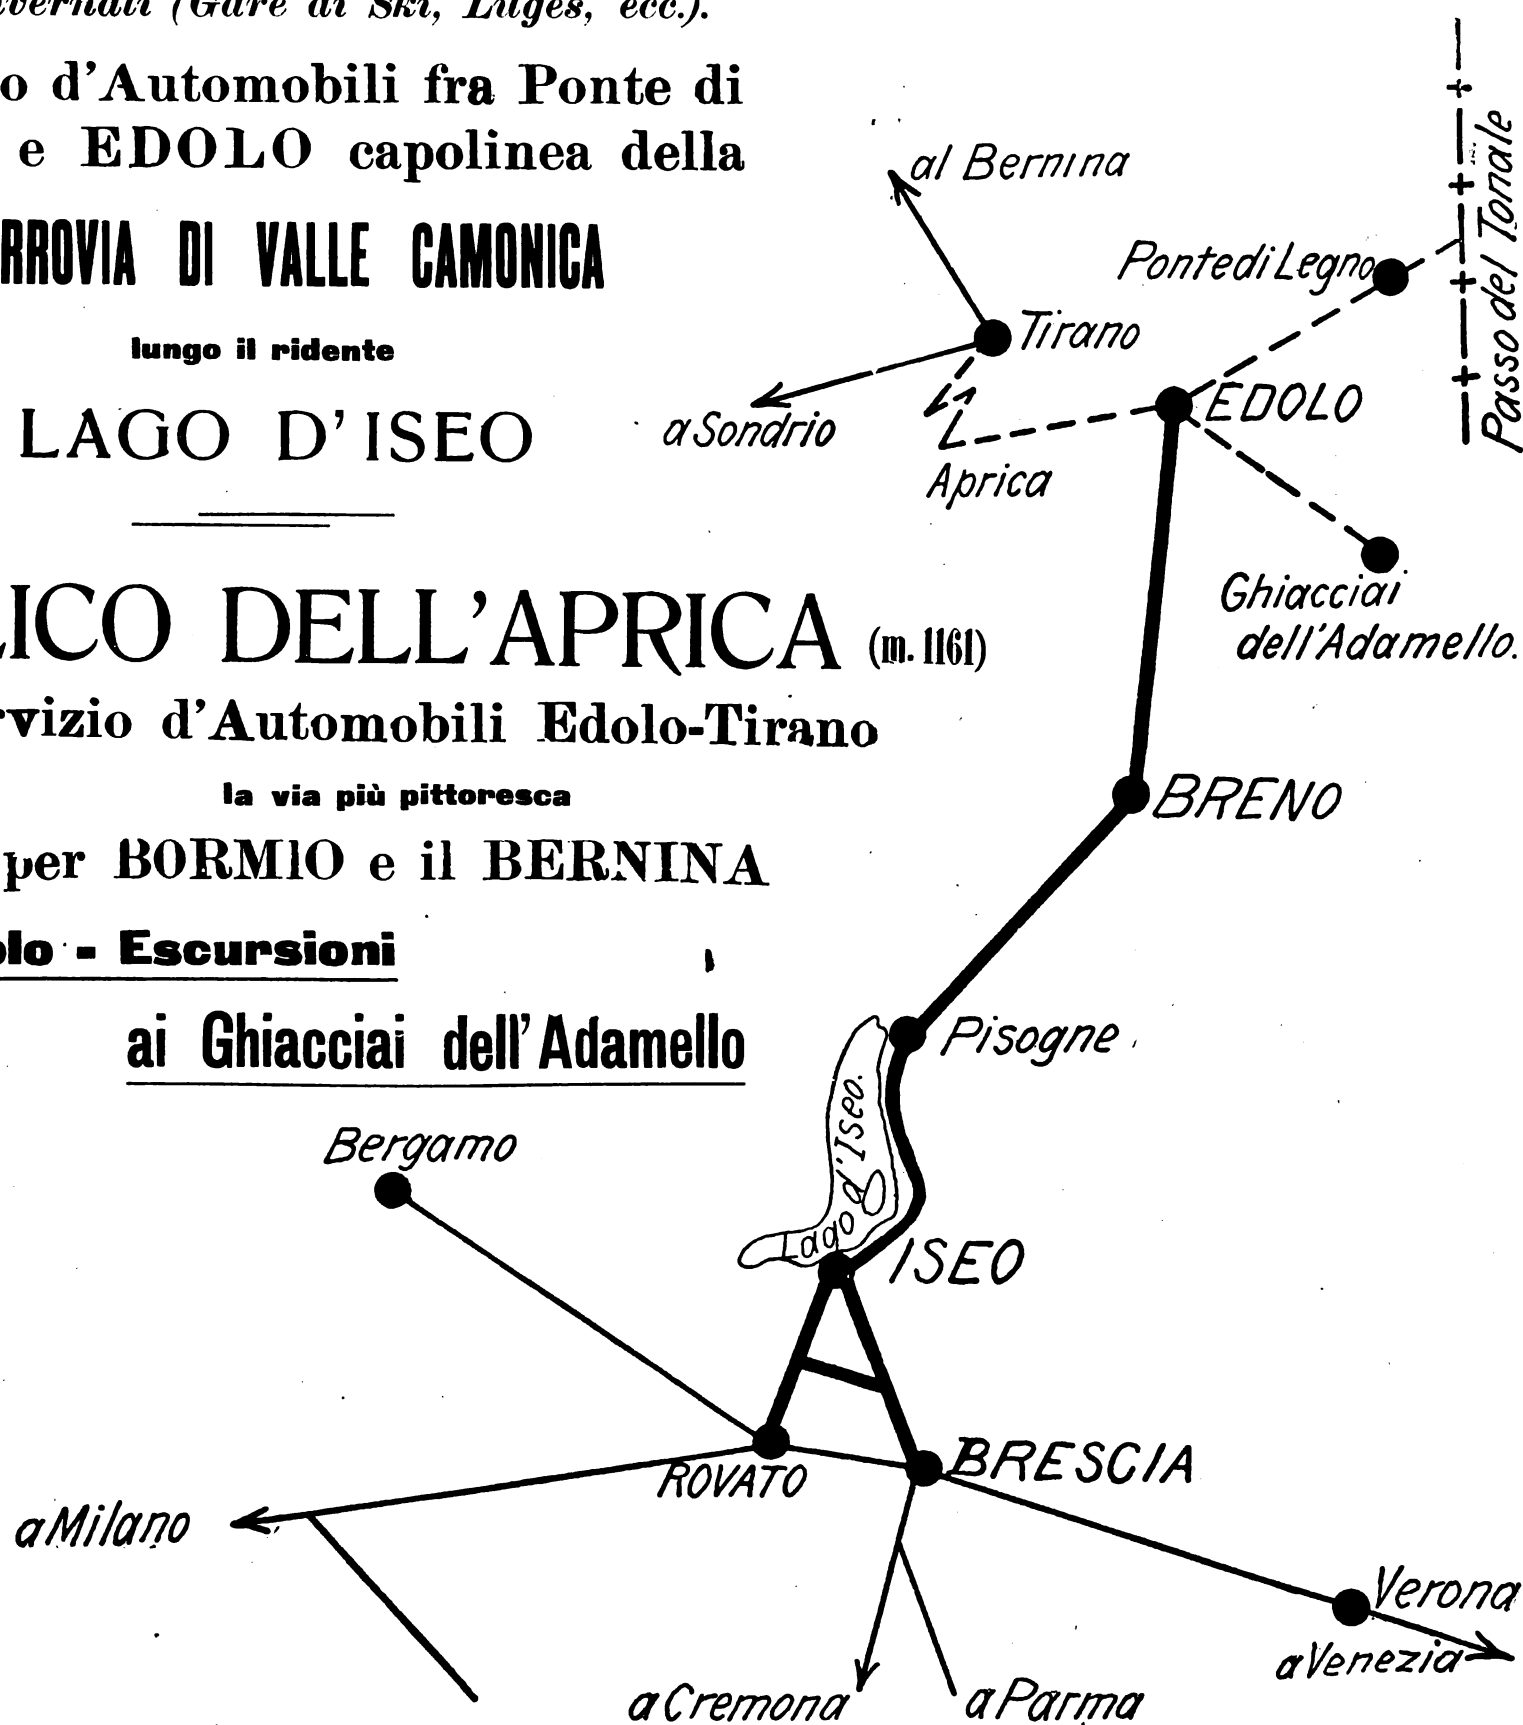 (Gare di Ski, Luges, ecc.).
o d'Automobili fra Ponte di
e EDOLO capolinea della
RROVIA DI VALLE CAMONICA
lungo il ridente
LAGO D'ISEO
LICO DELL'APRICA (m. 1161)
rvizio d'Automobili Edolo-Tirano
la via più pittoresca
per BORMIO e il BERNINA
olo - Escursioni
ai Ghiacciai dell'Adamello
al Bernina
Passo del Tonale
Ponte di Legno
Tirano
a Sondrio
EDOLO
Aprica
Ghiacciai
dell'Adamello.
BRENO
Pisogne
Lago d'Iseo.
Bergamo
ISEO
ROVATO
BRESCIA
a Milano
Verona
a Venezia
a Cremona
a Parma